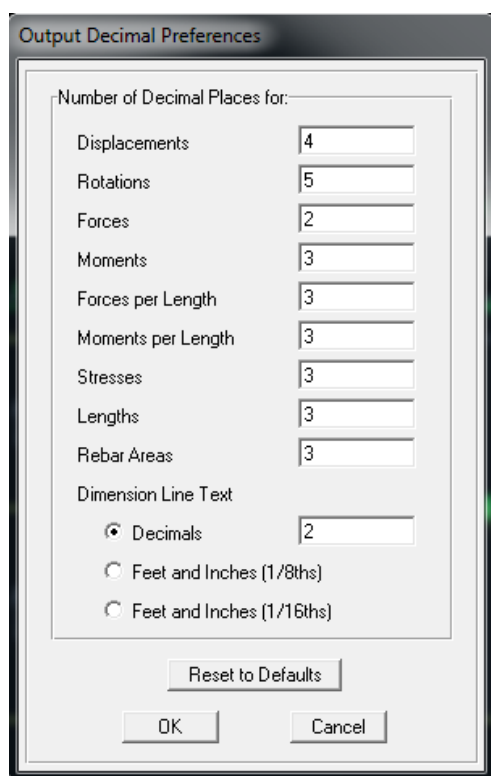 Output Decimal Preferences
Number of Decimal Places for:
Displacements 4
Rotations 5
Forces 2
Moments 3
Forces per Length 3
Moments per Length 3
Stresses 3
Lengths 3
Rebar Areas 3
Dimension Line Text
Decimals 2
Feet and Inches (1/8ths)
Feet and Inches (1/16ths)
Reset to Defaults
OK Cancel